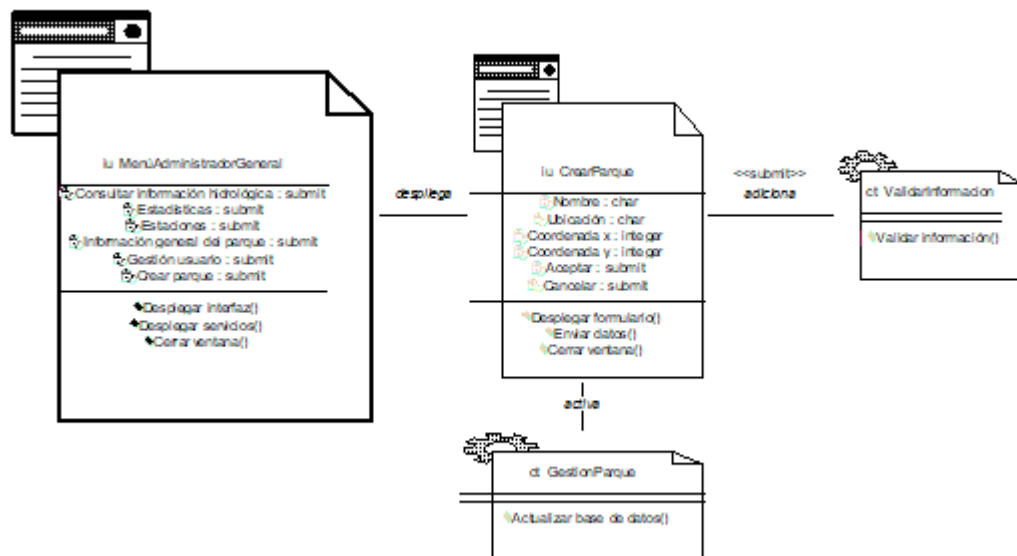 iu MenúAdministradorGeneral
Consultar información hidrológica : submit
Estadísticas : submit
Estaciones : submit
Información general del parque : submit
Gestión usuario : submit
Crear parque : submit
Desplegar interfaz()
Desplegar servicios()
Cerrar ventana()
despliega
iu CrearParque
Nombre : char
Ubicación : char
Coordenada x : integer
Coordenada y : integer
Aceptar : submit
Cancelar : submit
Desplegar formulario()
Enviar datos()
Cerrar ventana()
<<submit>>
adiciona
ct ValidarInformacion
Validar información()
activa
ct GestionParque
Actualizar base de datos()